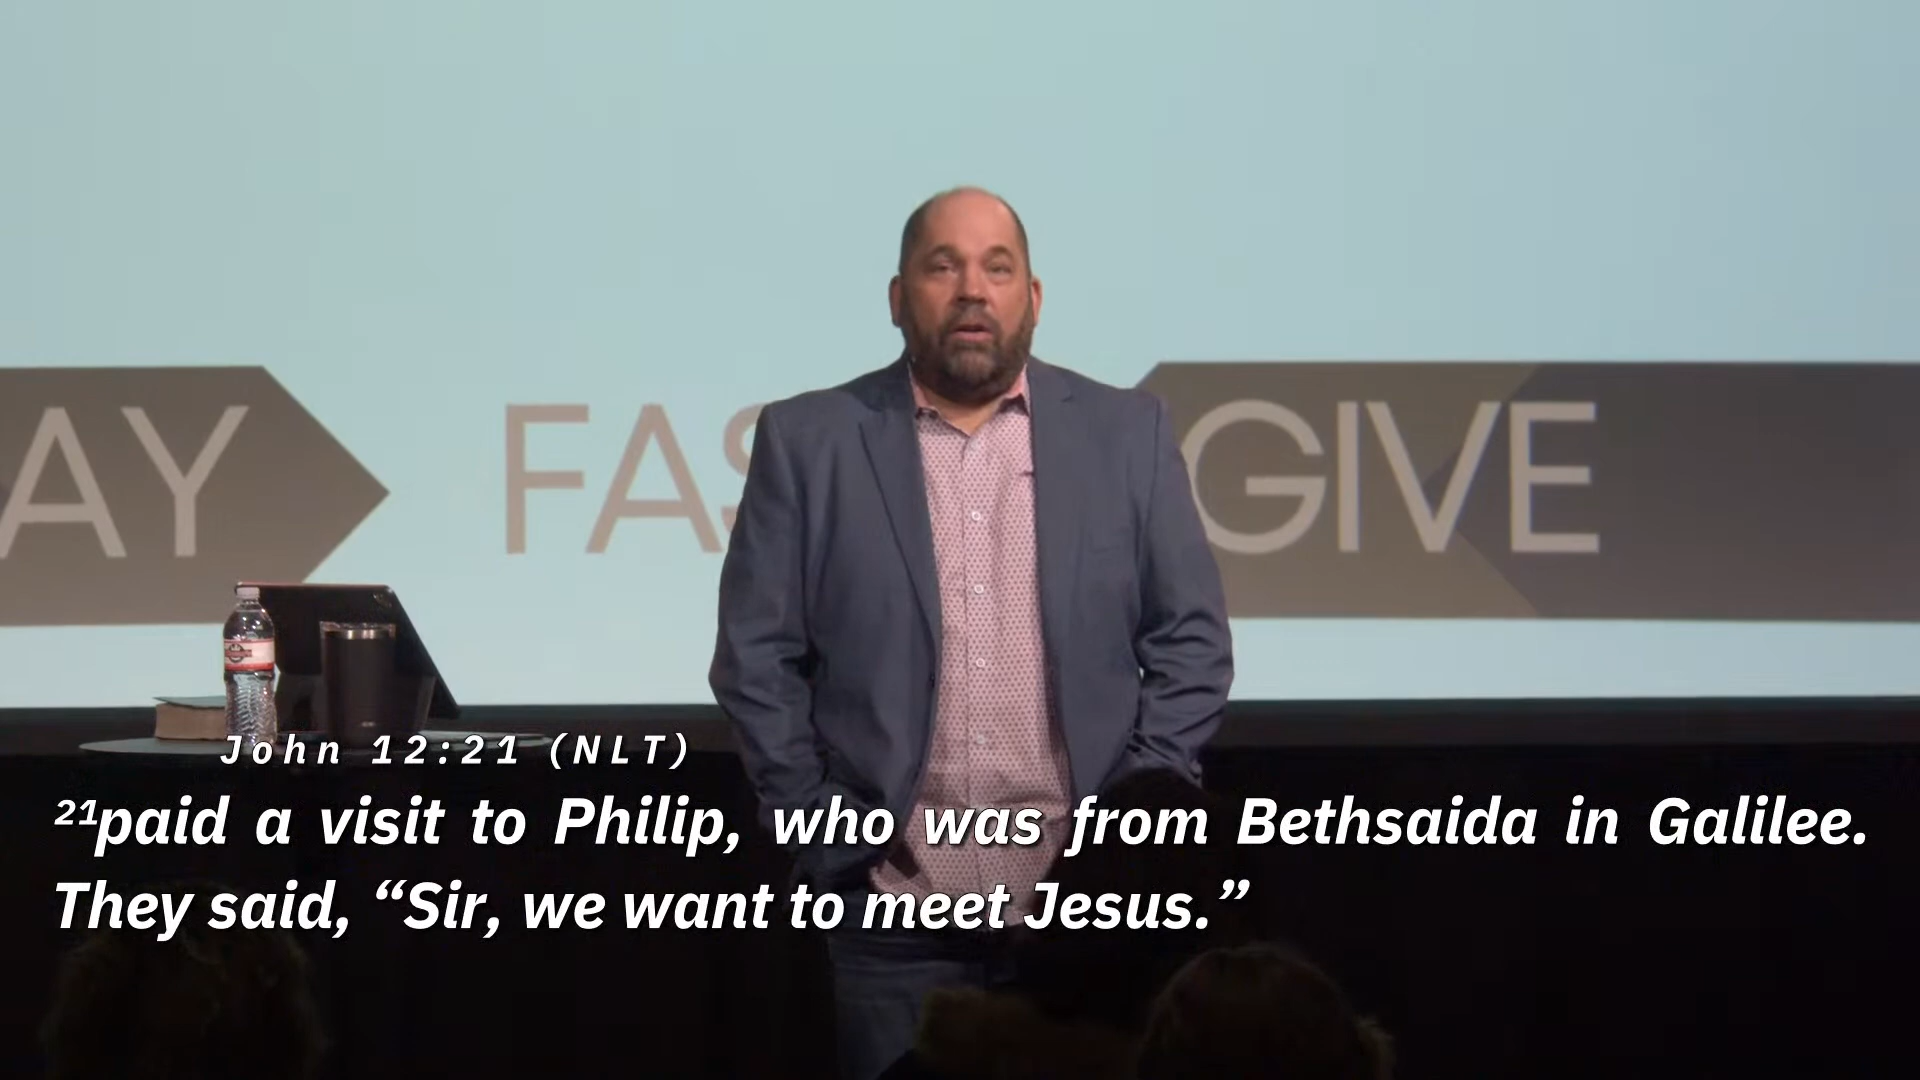 AY FAS GIVE
John 12:21 (NLT)
²¹paid a visit to Philip, who was from Bethsaida in Galilee.
They said, “Sir, we want to meet Jesus.”